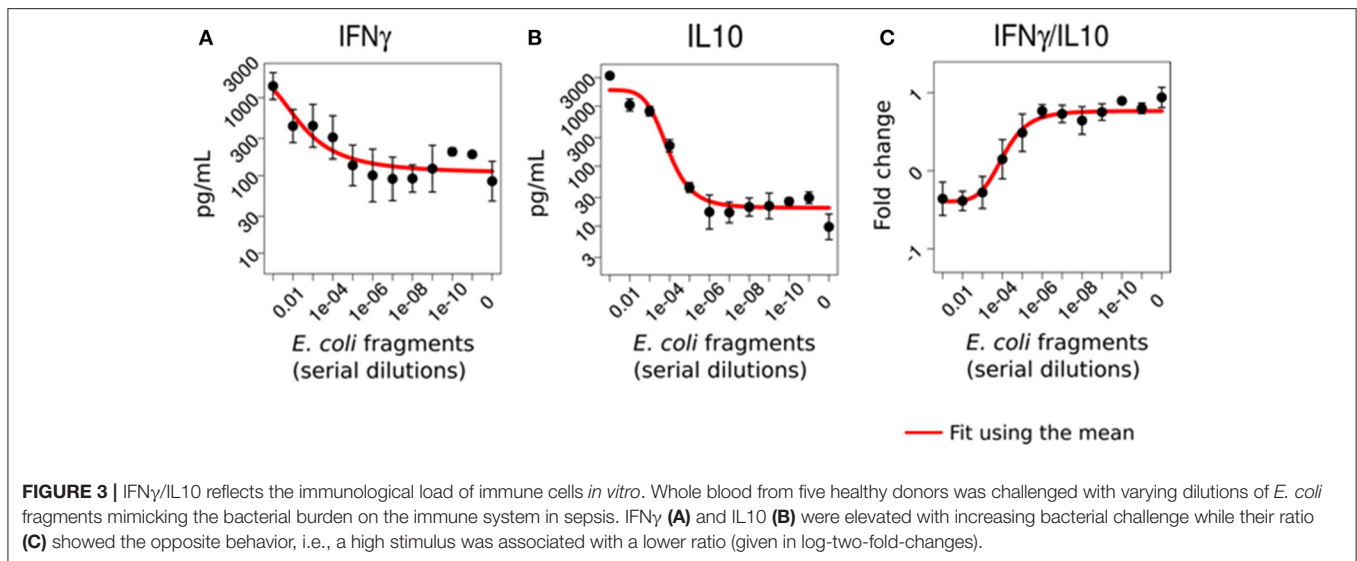 A IFNγ
3000
1000
300
100
30
10
pg/mL
0.01
1e-04
1e-06
1e-08
1e-10
0
E. coli fragments
(serial dilutions)
B IL10
3000
1000
300
100
30
10
3
pg/mL
0.01
1e-04
1e-06
1e-08
1e-10
0
E. coli fragments
(serial dilutions)
C IFNγ/IL10
1
0
-1
Fold change
0.01
1e-04
1e-06
1e-08
1e-10
0
E. coli fragments
(serial dilutions)
Fit using the mean
FIGURE 3 | IFNγ/IL10 reflects the immunological load of immune cells in vitro. Whole blood from five healthy donors was challenged with varying dilutions of E. coli
fragments mimicking the bacterial burden on the immune system in sepsis. IFNγ (A) and IL10 (B) were elevated with increasing bacterial challenge while their ratio
(C) showed the opposite behavior, i.e., a high stimulus was associated with a lower ratio (given in log-two-fold-changes).